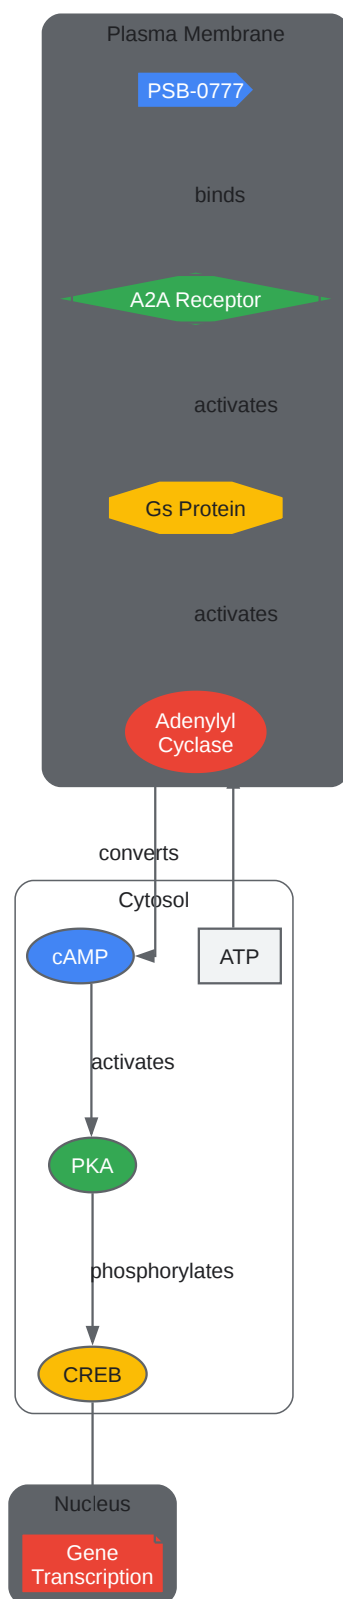 Plasma Membrane
PSB-0777
binds
A2A Receptor
activates
Gs Protein
activates
Adenylyl
Cyclase
converts
Cytosol
cAMP
ATP
activates
PKA
phosphorylates
CREB
Nucleus
Gene
Transcription